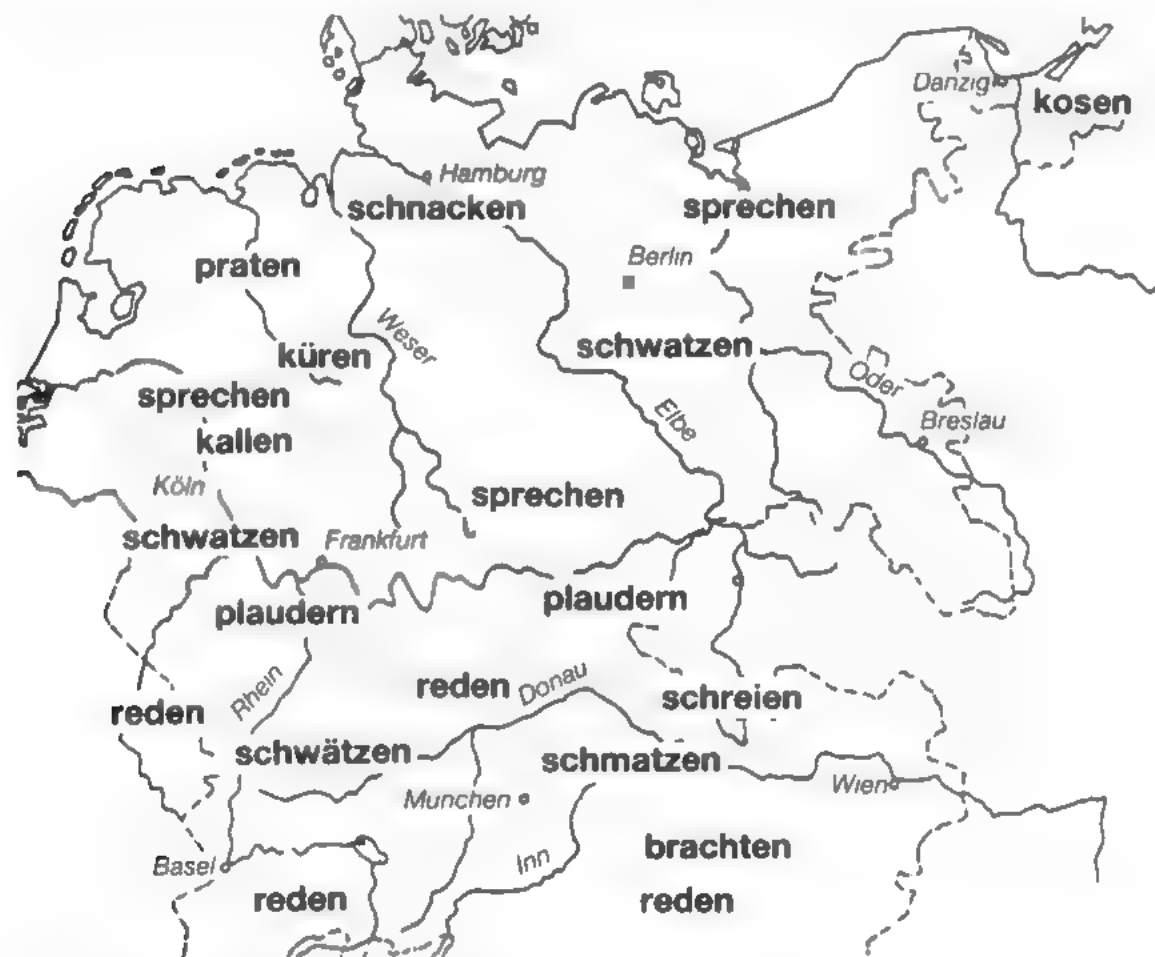 Danzig
kosen
Hamburg
schnacken
sprechen
praten
Berlin
Weser
schwatzen
küren
sprechen
Oder
Elbe
kallen
Breslau
Köln
sprechen
schwatzen
Frankfurt
plaudern
plaudern
Rhein
reden
Donau
schreien
reden
schwätzen
schmatzen
Wien
Munchen
brachten
Basel
Inn
reden
reden